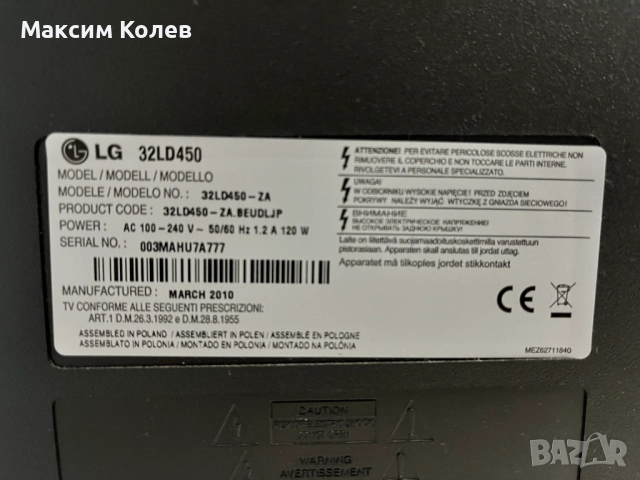 Максим Колев
LG 32LD450
MODEL / MODELL / MODELLO
MODELE / MODELO NO. : 32LD450-ZA
PRODUCT CODE : 32LD450-ZA.BEUDLJP
POWER : AC 100-240 V ~ 50/60 Hz 1.2 A 120 W
SERIAL NO. : 003MAHU7A777
MANUFACTURED : MARCH 2010
TV CONFORME ALLE SEGUENTI PRESCRIZIONI:
ART.1 D.M.26.3.1992 e D.M.28.8.1955
ASSEMBLED IN POLAND / ASSEMBLIERT IN POLEN / ASSEMBLÉ EN POLOGNE
ASSEMBLATO IN POLONIA / MONTADO EN POLONIA / MONTADO NA POLÓNIA
ATTENZIONE! PER EVITARE PERICOLOSE SCOSSE ELETTRICHE NON
RIMUOVERE IL COPERCHIO E NON TOCCARE LE PARTI INTERNE.
RIVOLGETEVI A PERSONALE SPECIALIZZATO.
UWAGA!
W ODBIORNIKU WYSOKIE NAPIĘCIE! PRZED ZDJĘCIEM
POKRYWY NALEŻY WYJĄĆ WTYCZKĘ Z GNIAZDA SIECIOWEGO!
ВНИМАНИЕ
ВЫСОКОЕ ЭЛЕКТРИЧЕСКОЕ НАПРЯЖЕНИЕ!
НЕ ОТКРЫВАТЬ ЗАДНЮЮ КРЫШКУ!
Laite on liitettävä suojamaadoituskoskettimilla varustettuun
pistorasiaan. Apparaten skall anslutas till jordat uttag.
Apparatet må tilkoples jordet stikkontakt
CE
MEZ62711840
CAUTION
WARNING
AVERTISSEMENT
BAZAR